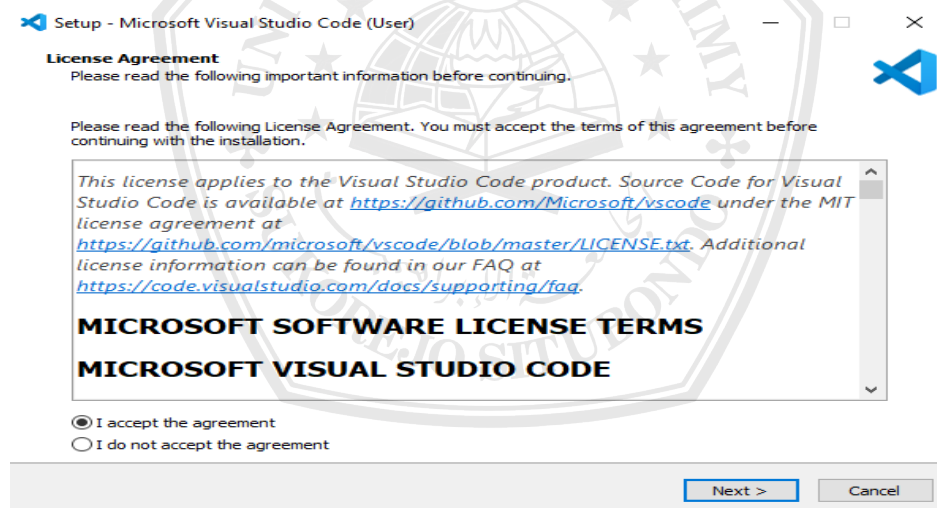 Setup - Microsoft Visual Studio Code (User)
License Agreement
Please read the following important information before continuing.
Please read the following License Agreement. You must accept the terms of this agreement before
continuing with the installation.
This license applies to the Visual Studio Code product. Source Code for Visual
Studio Code is available at https://github.com/Microsoft/vscode under the MIT
license agreement at
https://github.com/microsoft/vscode/blob/master/LICENSE.txt. Additional
license information can be found in our FAQ at
https://code.visualstudio.com/docs/supporting/faq.
MICROSOFT SOFTWARE LICENSE TERMS
MICROSOFT VISUAL STUDIO CODE
I accept the agreement
I do not accept the agreement
Next >
Cancel
SITUBONDO